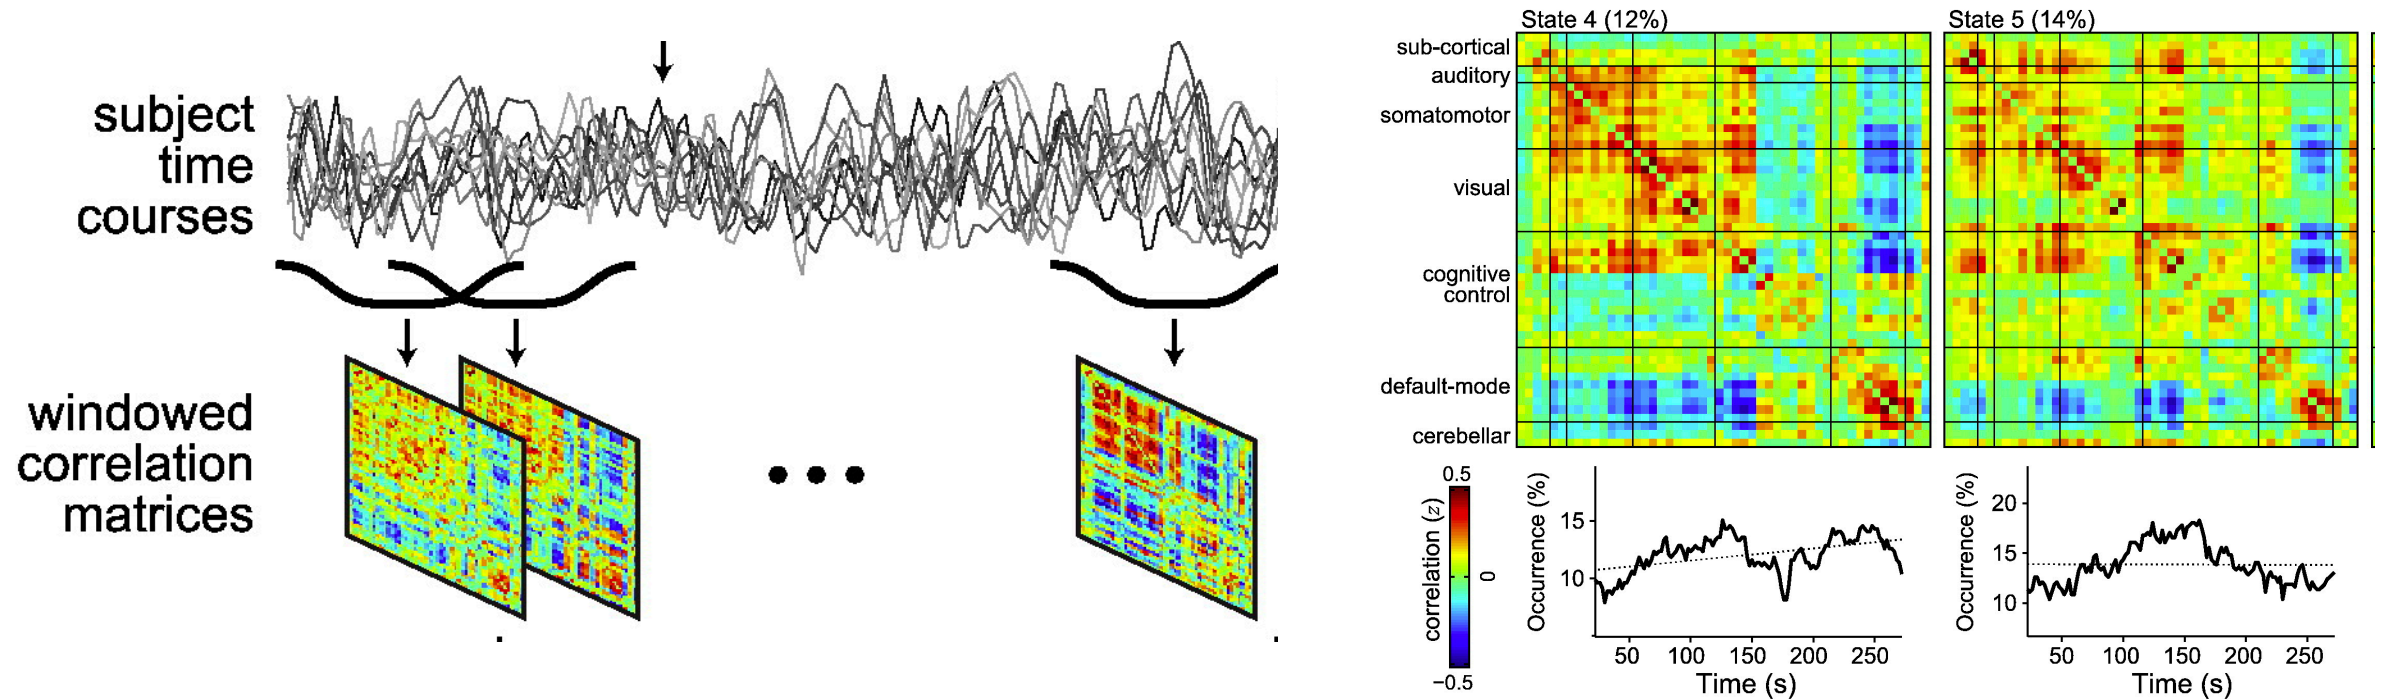 subject
time
courses
windowed
correlation
matrices
State 4 (12%)
State 5 (14%)
sub-cortical
auditory
somatomotor
visual
cognitive
control
default-mode
cerebellar
0.5
correlation (z)
0
−0.5
Occurrence (%)
15
10
50 100 150 200 250
Time (s)
Occurrence (%)
20
15
10
50 100 150 200 250
Time (s)